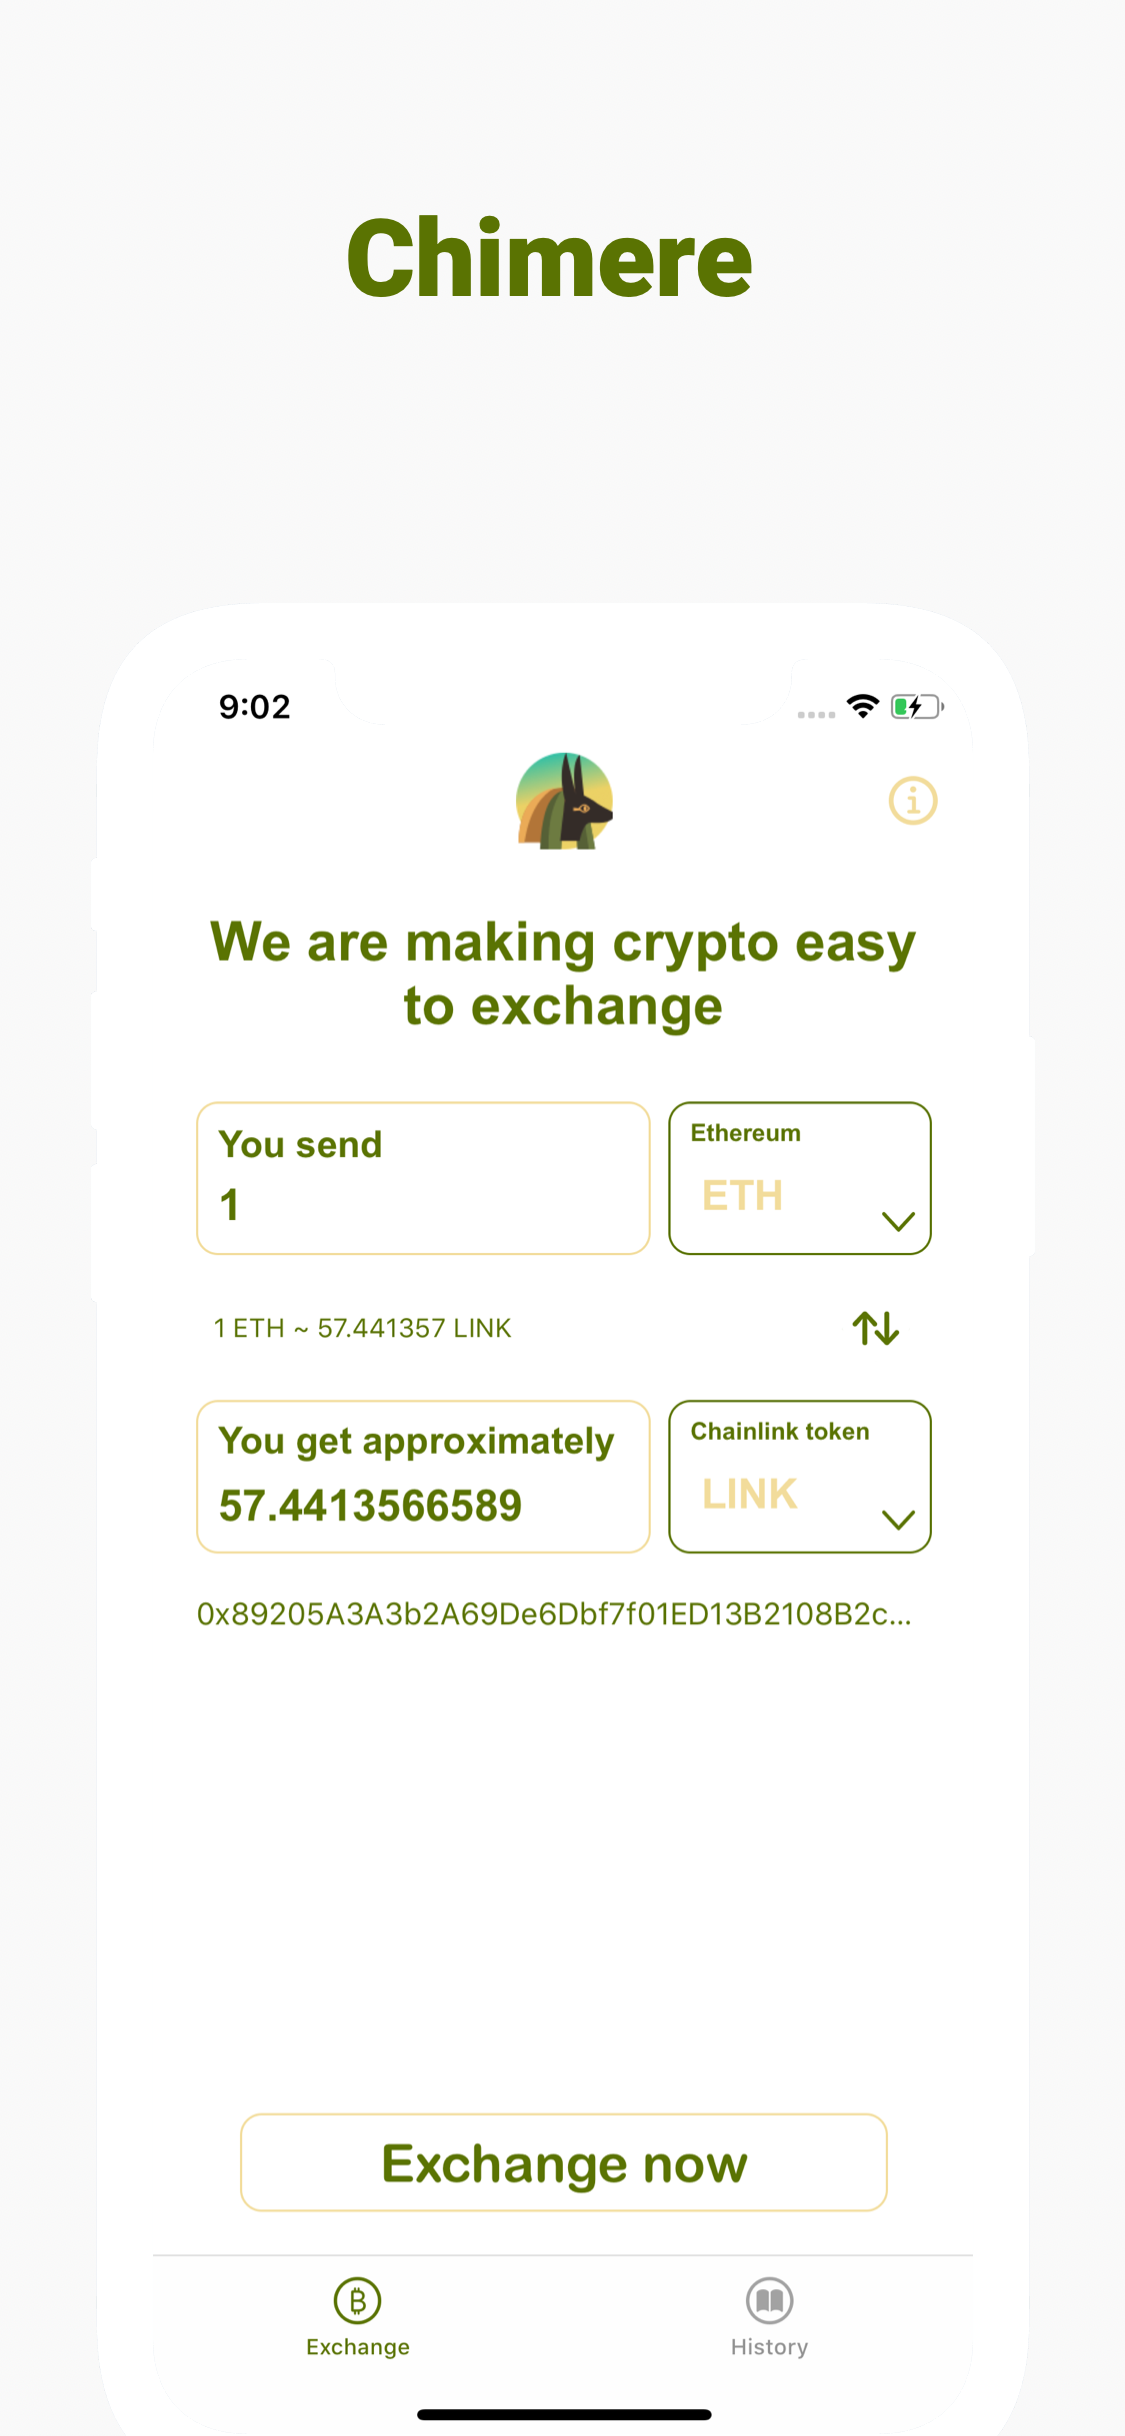 Chimere
9:02
We are making crypto easy
to exchange
You send
1
Ethereum
ETH
1 ETH ~ 57.441357 LINK
You get approximately
57.4413566589
Chainlink token
LINK
0x89205A3A3b2A69De6Dbf7f01ED13B2108B2c...
Exchange now
Exchange
History